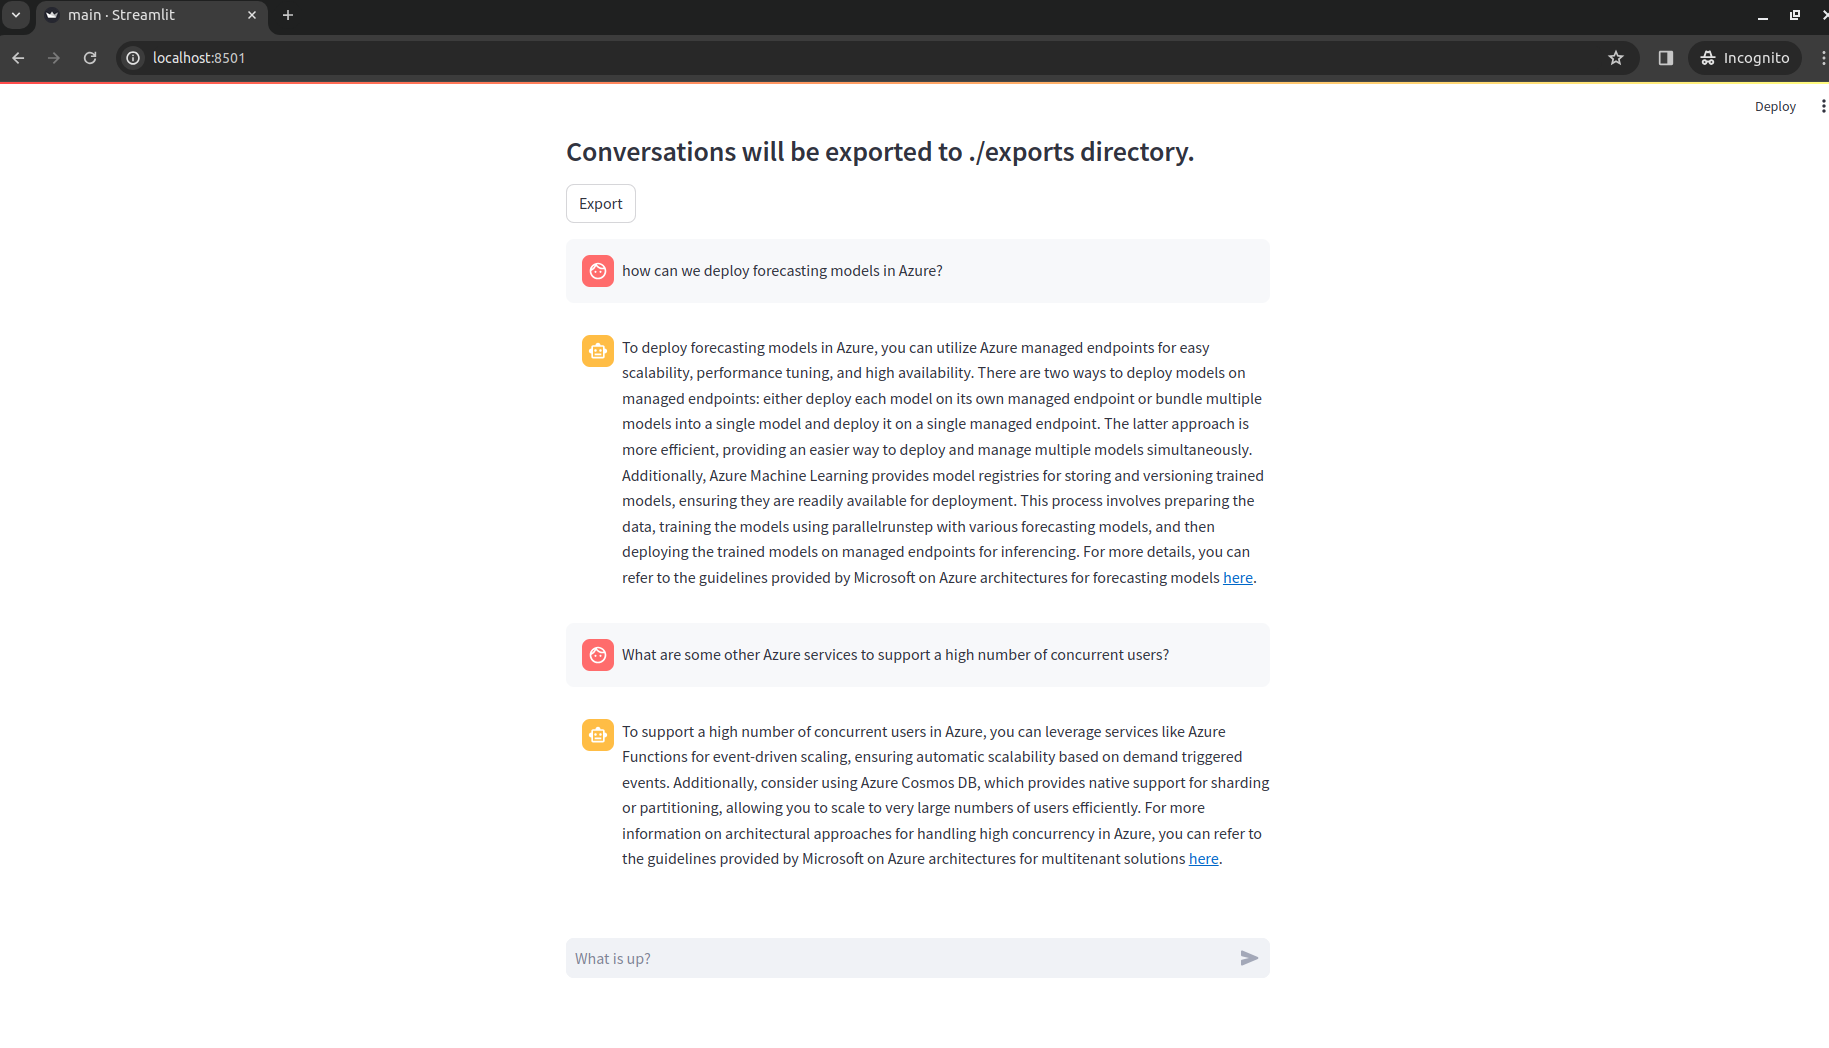 main · Streamlit
localhost:8501
Incognito
Deploy
Conversations will be exported to ./exports directory.
Export
how can we deploy forecasting models in Azure?
To deploy forecasting models in Azure, you can utilize Azure managed endpoints for easy
scalability, performance tuning, and high availability. There are two ways to deploy models on
managed endpoints: either deploy each model on its own managed endpoint or bundle multiple
models into a single model and deploy it on a single managed endpoint. The latter approach is
more efficient, providing an easier way to deploy and manage multiple models simultaneously.
Additionally, Azure Machine Learning provides model registries for storing and versioning trained
models, ensuring they are readily available for deployment. This process involves preparing the
data, training the models using parallelrunstep with various forecasting models, and then
deploying the trained models on managed endpoints for inferencing. For more details, you can
refer to the guidelines provided by Microsoft on Azure architectures for forecasting models here.
What are some other Azure services to support a high number of concurrent users?
To support a high number of concurrent users in Azure, you can leverage services like Azure
Functions for event-driven scaling, ensuring automatic scalability based on demand triggered
events. Additionally, consider using Azure Cosmos DB, which provides native support for sharding
or partitioning, allowing you to scale to very large numbers of users efficiently. For more
information on architectural approaches for handling high concurrency in Azure, you can refer to
the guidelines provided by Microsoft on Azure architectures for multitenant solutions here.
What is up?